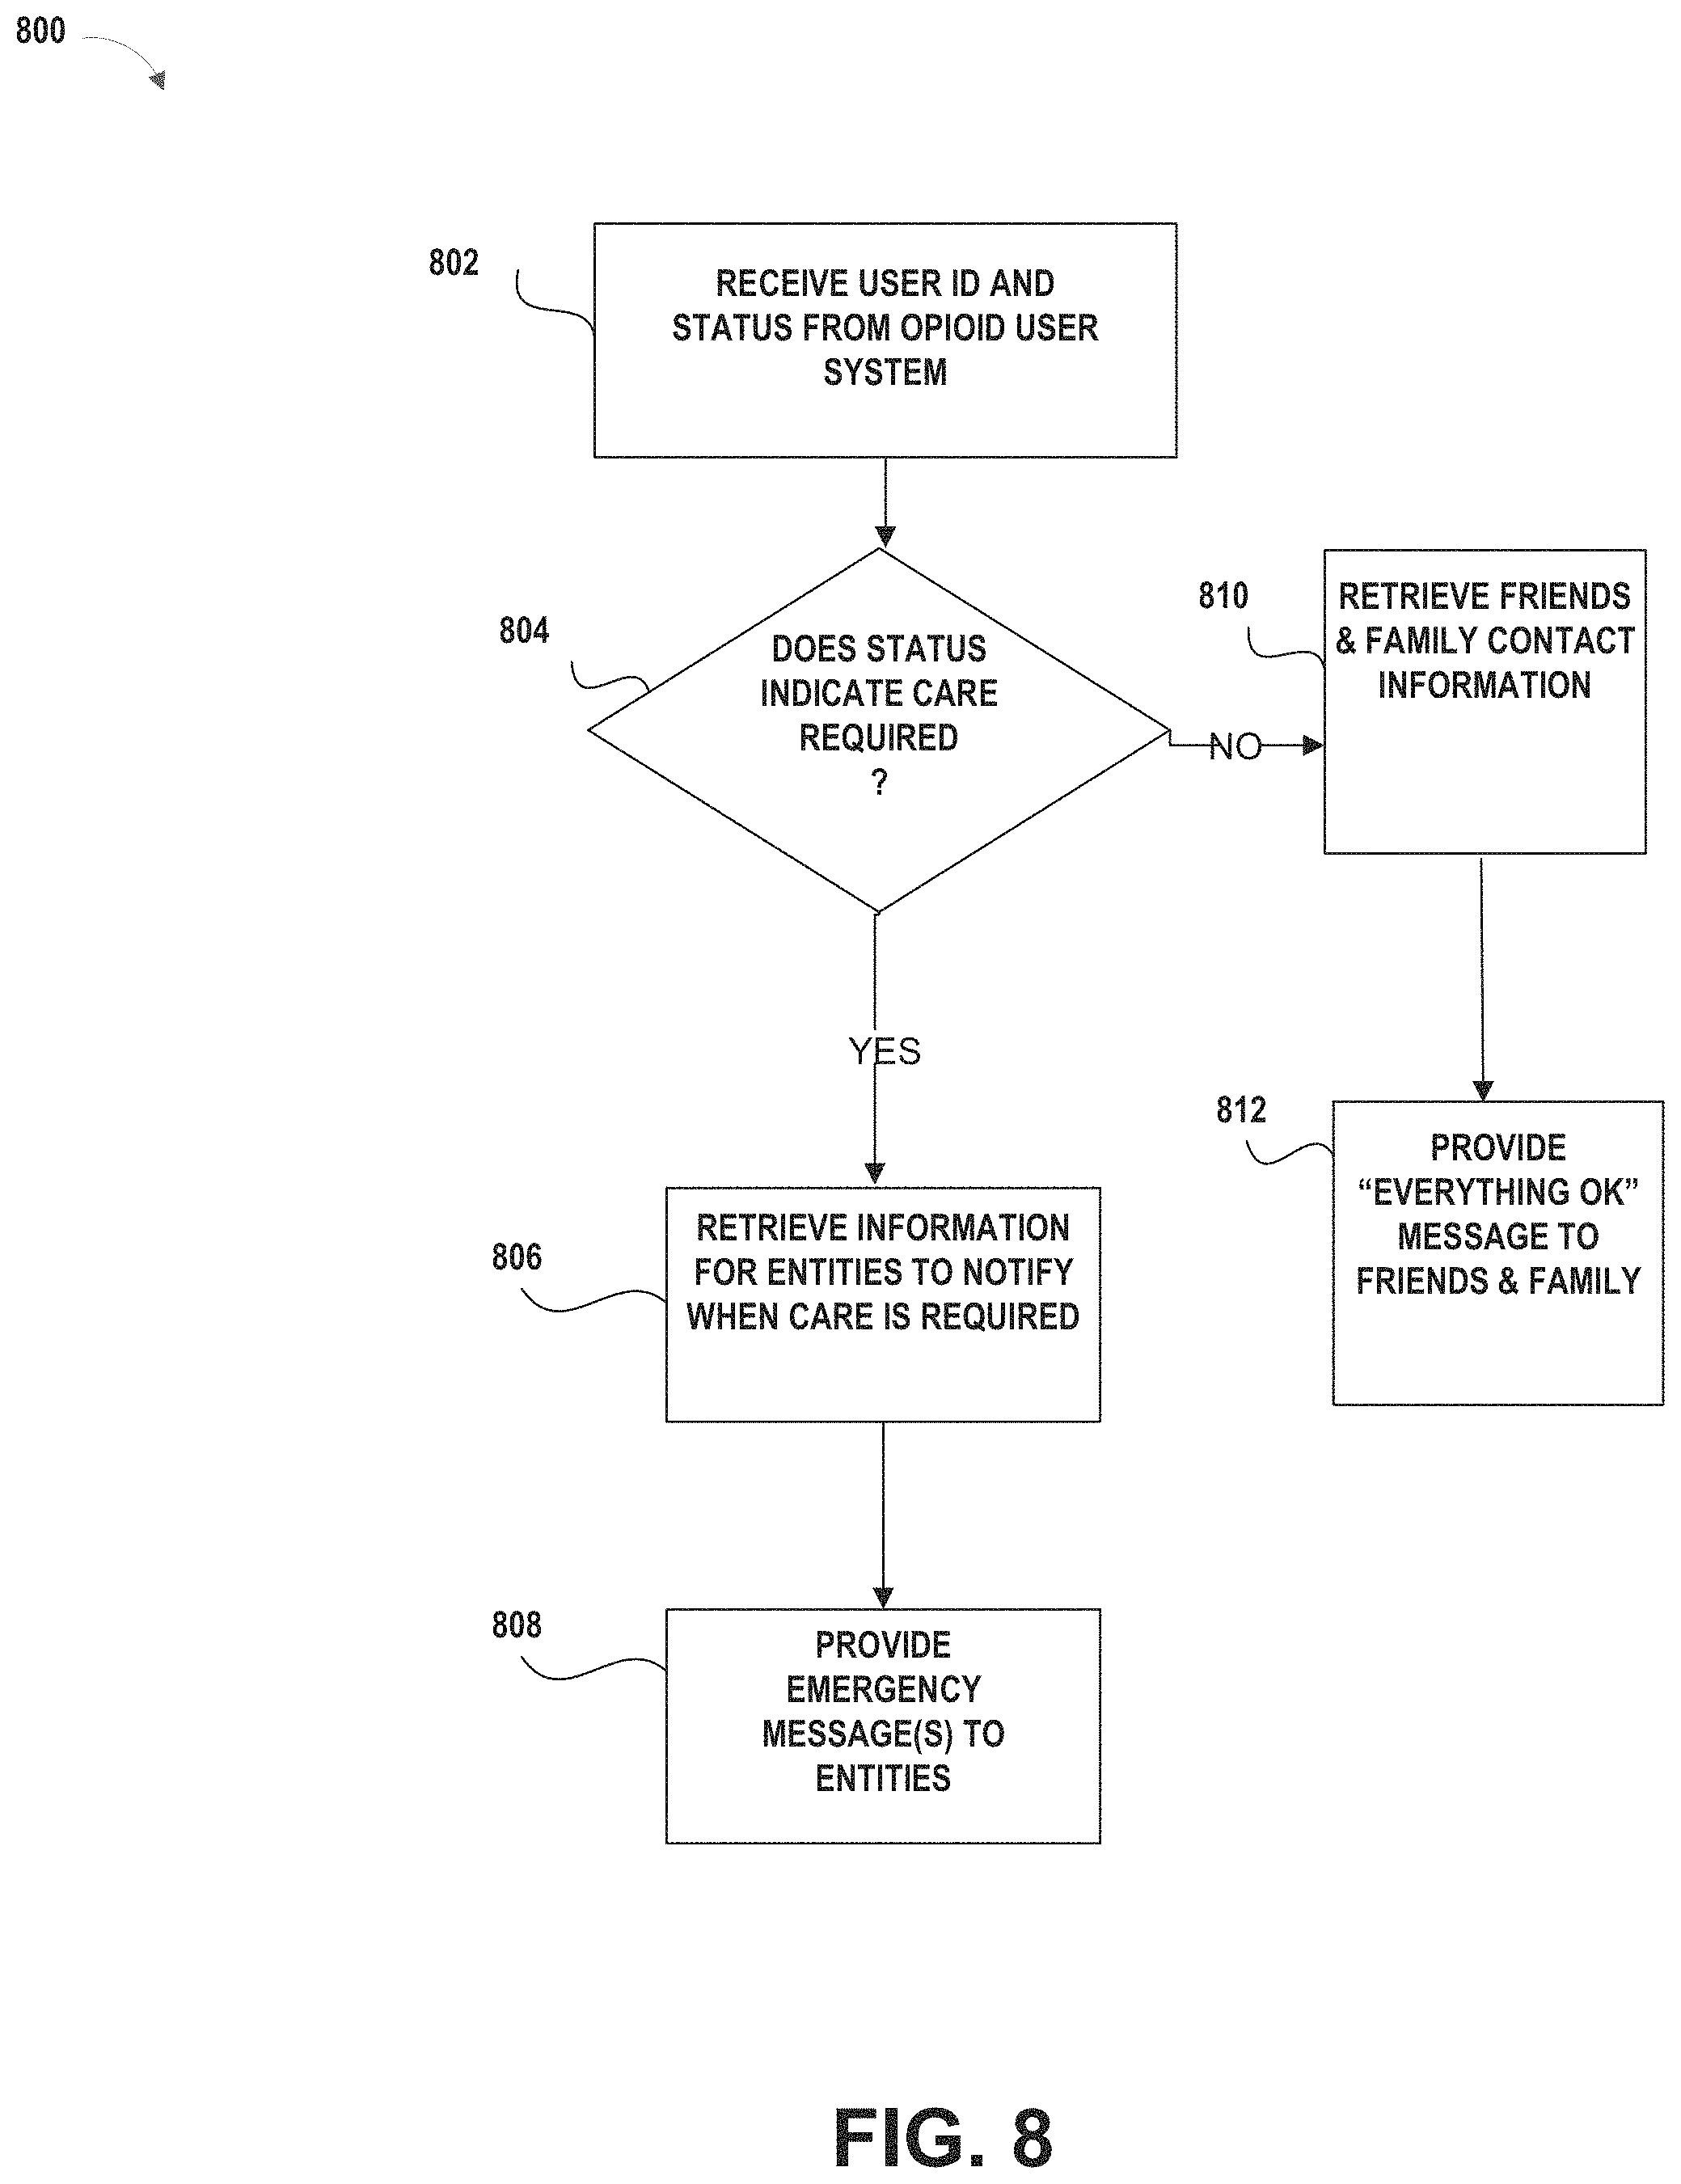 800
802
RECEIVE USER ID AND
STATUS FROM OPIOID USER
SYSTEM
804
DOES STATUS
INDICATE CARE
REQUIRED
?
NO
810
RETRIEVE FRIENDS
& FAMILY CONTACT
INFORMATION
YES
812
PROVIDE
“EVERYTHING OK”
MESSAGE TO
FRIENDS & FAMILY
806
RETRIEVE INFORMATION
FOR ENTITIES TO NOTIFY
WHEN CARE IS REQUIRED
808
PROVIDE
EMERGENCY
MESSAGE(S) TO
ENTITIES
FIG. 8